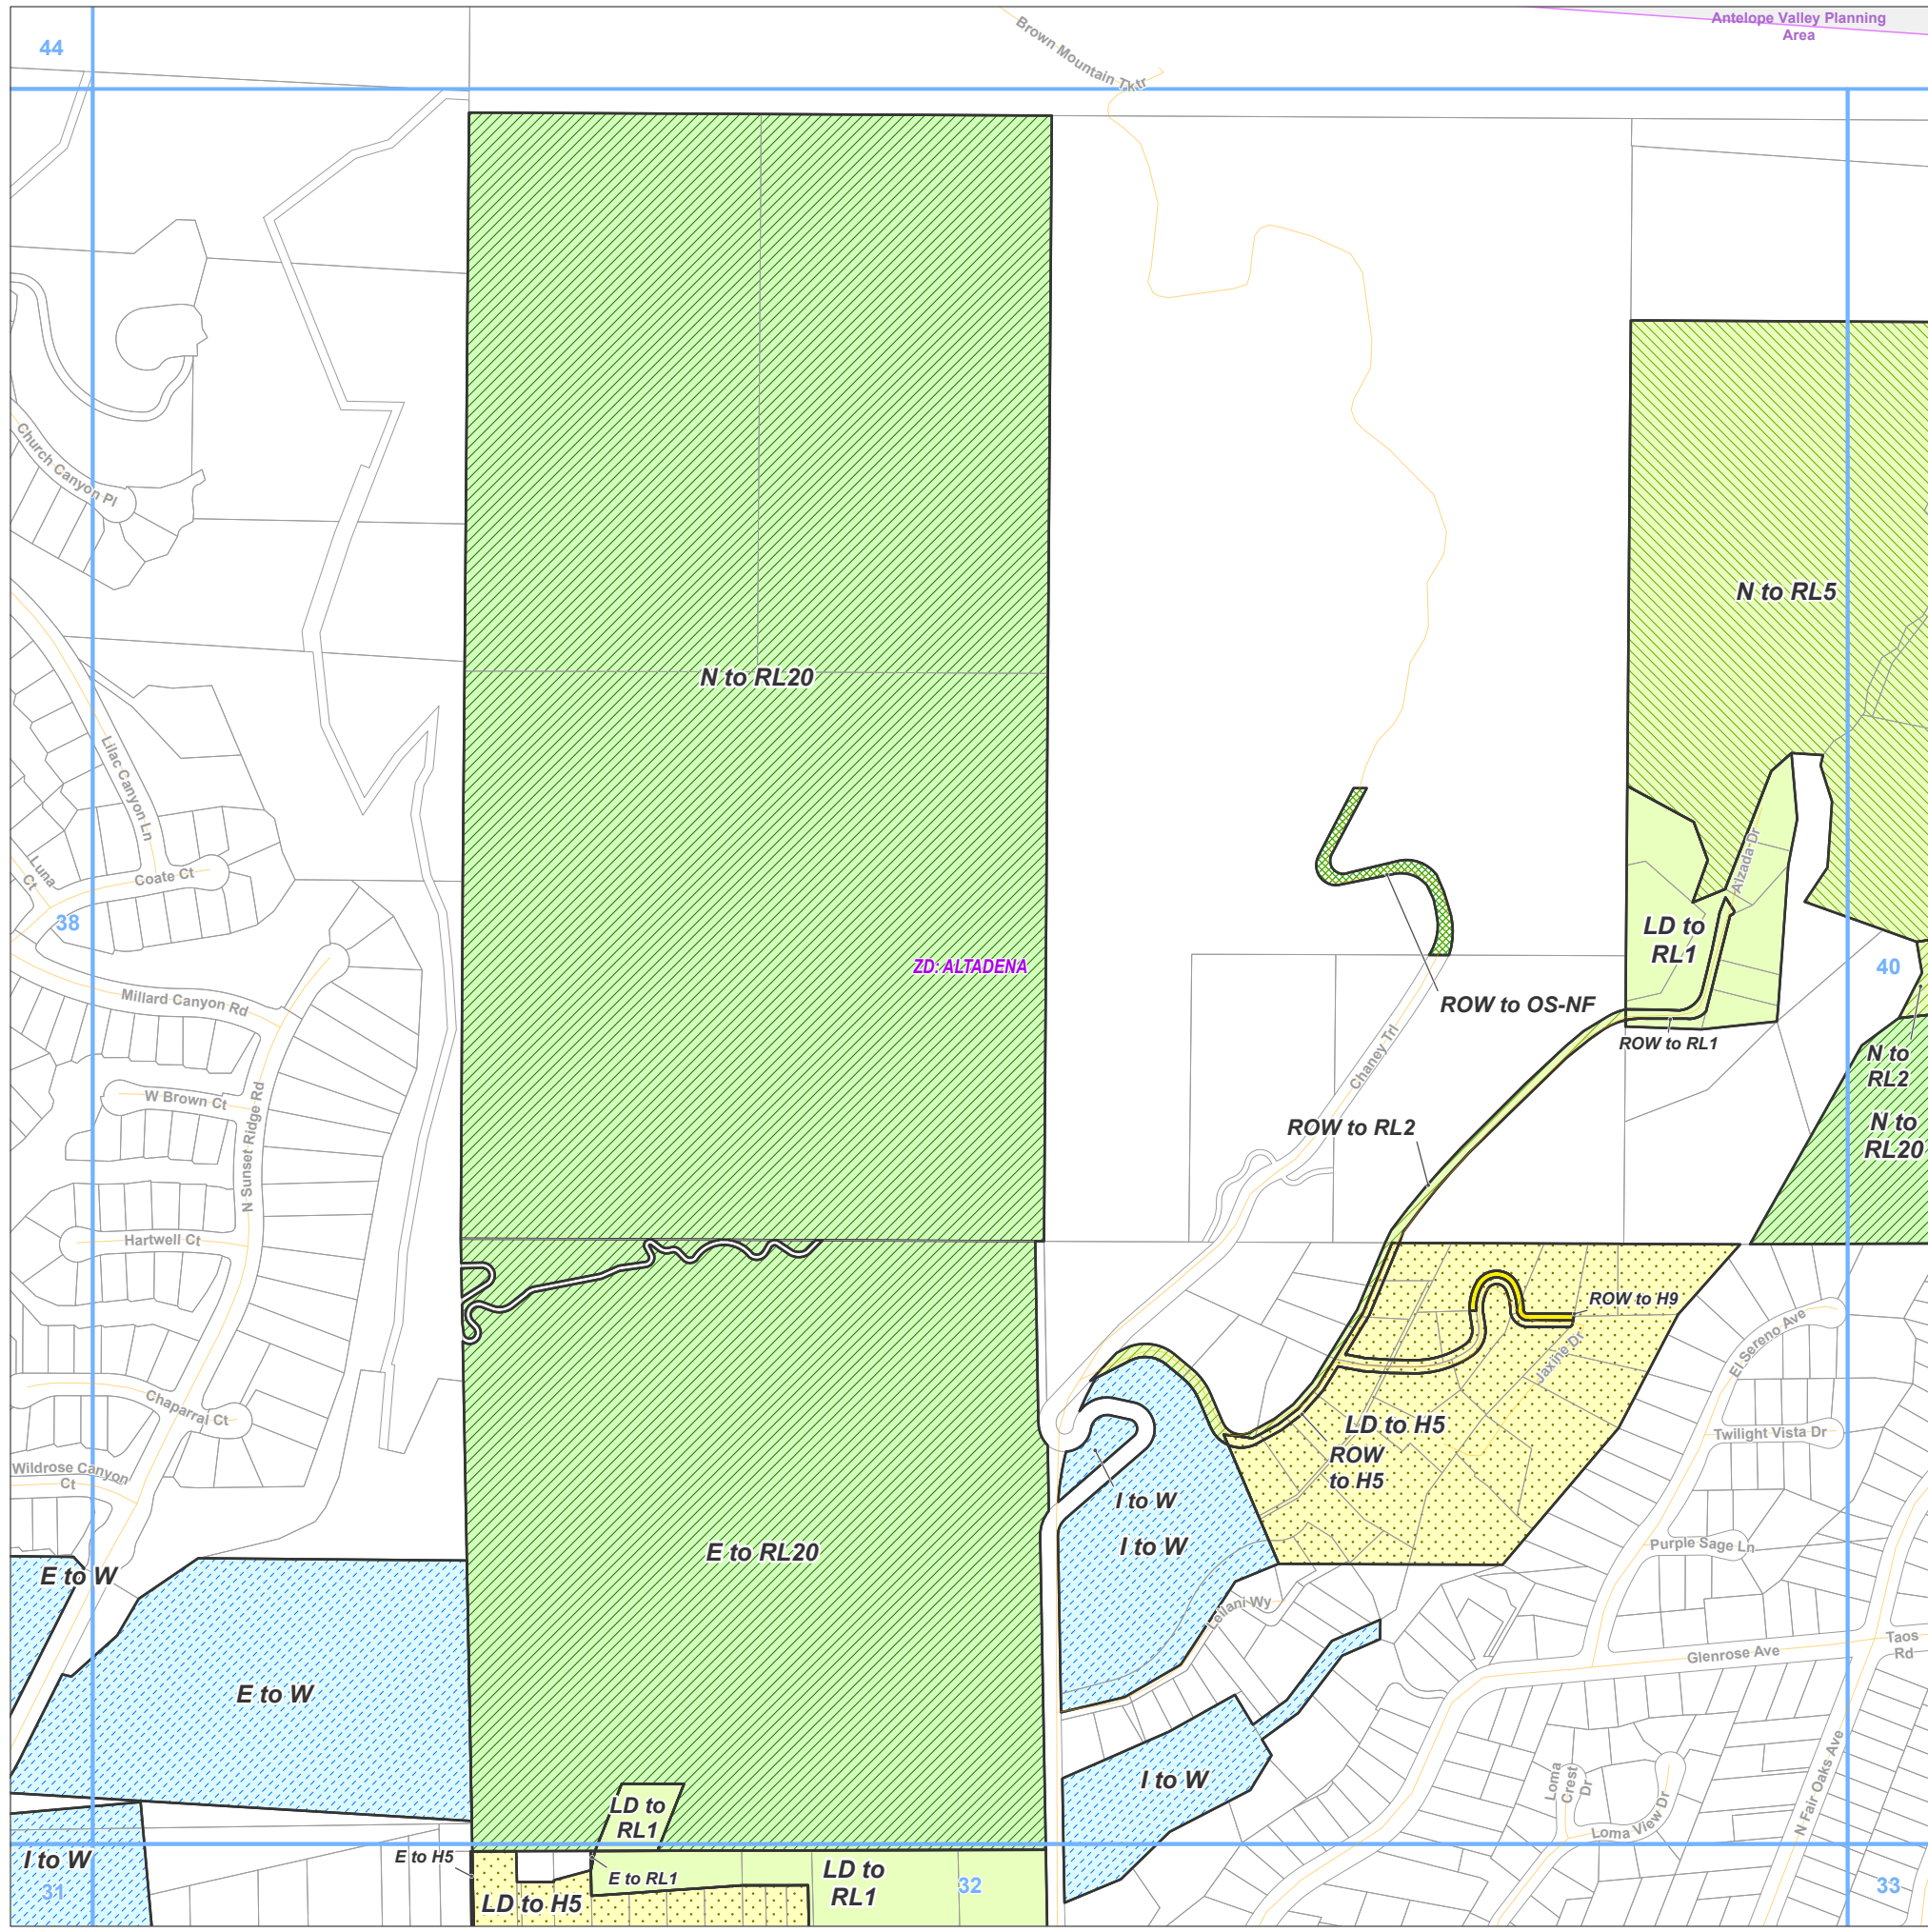 44
Antelope Valley Planning
Area
Brown Mountain Tktr
Church Canyon Pl
N to RL5
N to RL20
Lilac Canyon Ln
Luna
Ct
Coate Ct
Alzada Dr
38
LD to
RL1
ZD: ALTADENA
40
Millard Canyon Rd
ROW to OS-NF
ROW to RL1
N to
RL2
Chaney Trl
W Brown Ct
N Sunset Ridge Rd
ROW to RL2
N to
RL20
Hartwell Ct
ROW to H9
El Sereno Ave
Jaxine Dr
Chaparral Ct
LD to H5
Twilight Vista Dr
ROW
to H5
Wildrose Canyon
Ct
I to W
I to W
E to RL20
Purple Sage Ln
E to W
Leilani Wy
Glenrose Ave
Taos
Rd
E to W
I to W
Loma
Crest
Dr
N Fair Oaks Ave
LD to
RL1
Loma View Dr
I to W
E to H5
E to RL1
LD to
RL1
31
LD to H5
32
33